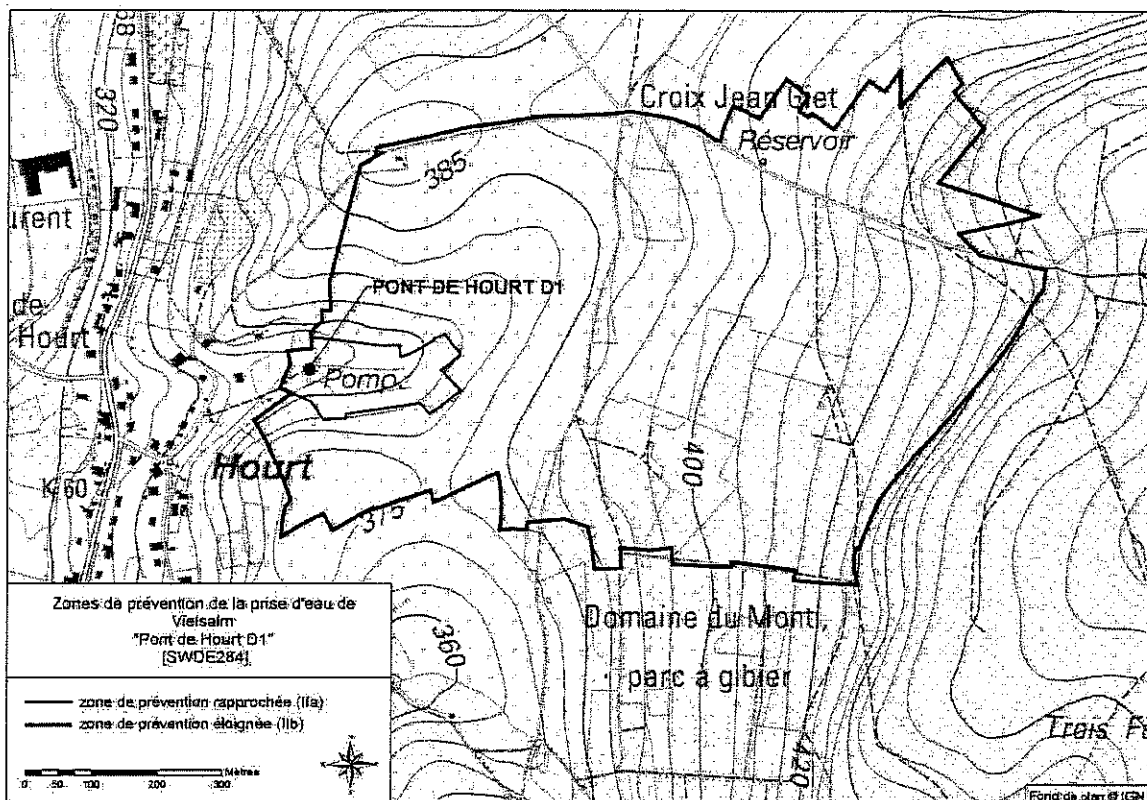 320
Croix Jean Giet
Réservoir
385
urent
PONT DE HOURT D1
de
Hourt
Pomp.
Hourt
400
K 60
375
Zones de prévention de la prise d'eau de
Vielsalm
"Pont de Hourt D1"
[SWDE284]
Domaine du Monti,
parc à gibier
360
zone de prévention rapprochée (IIa)
zone de prévention éloignée (IIb)
420
Trois F
Mètres
0 50 100 200 300
Fond de plan © IGN